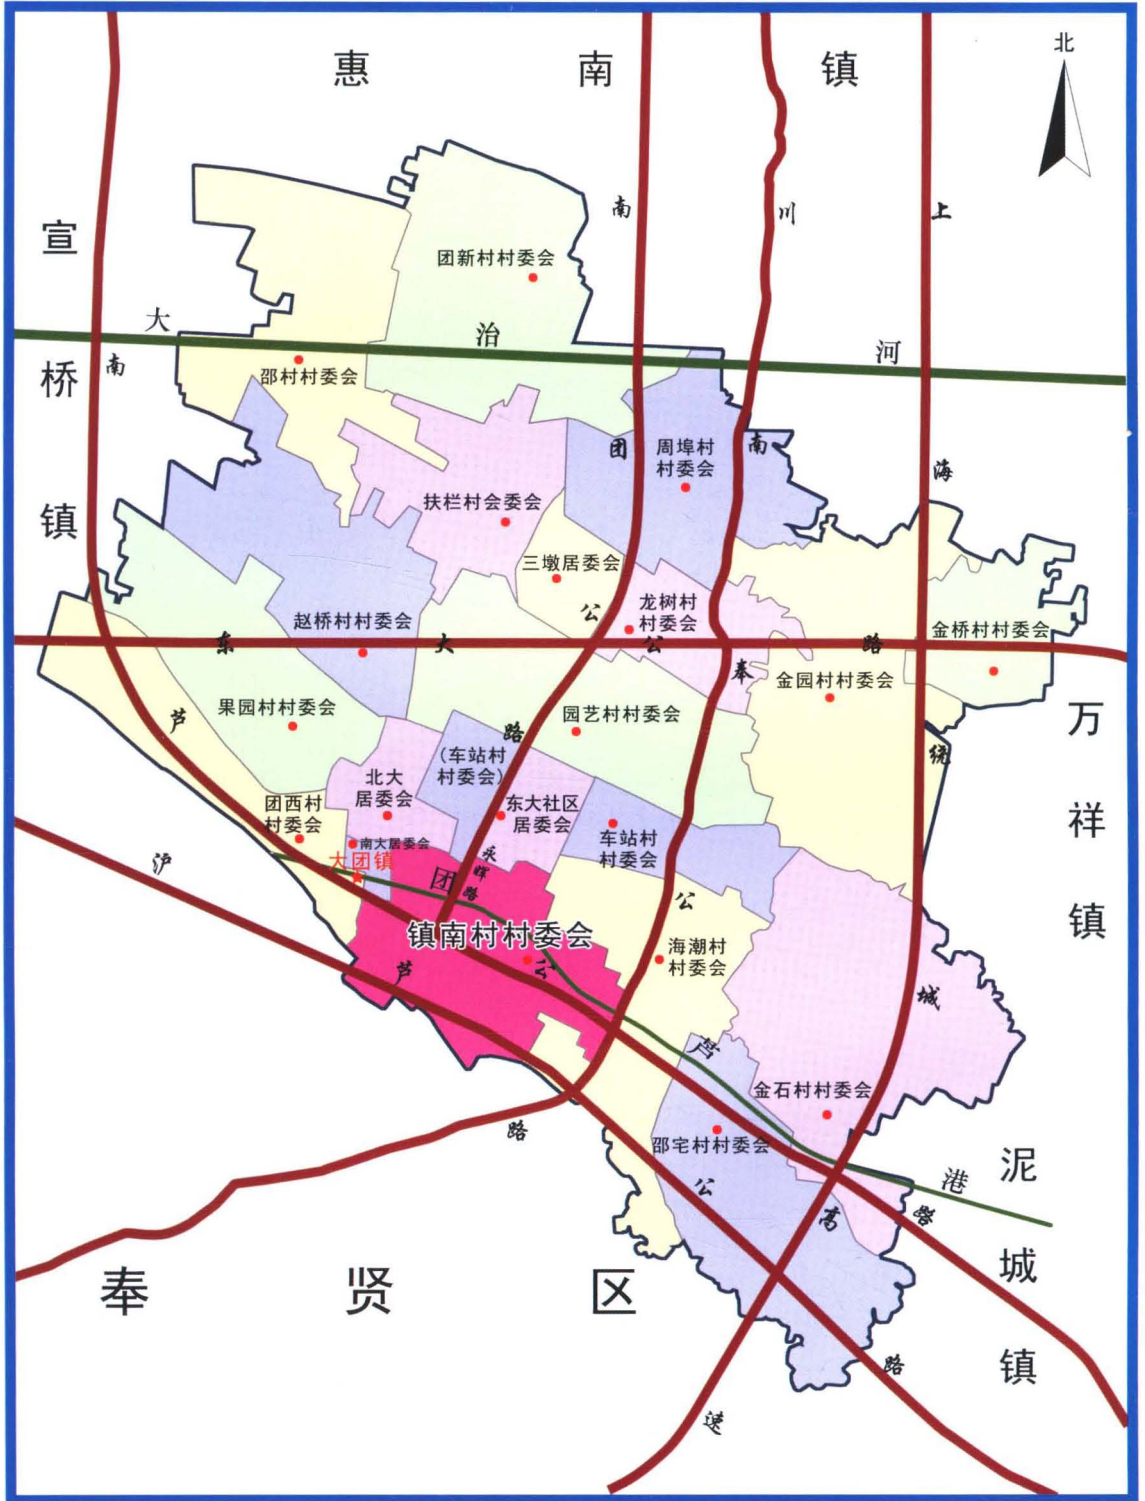 北
惠南镇
宣桥镇
南
川
上
团新村村委会
大
治
河
南
邵村村委会
团
周埠村
村委会
南
海
扶栏村会委会
三墩居委会
公
龙树村
村委会
赵桥村村委会
东
大
公
路
金桥村村委会
奉
金园村村委会
果园村村委会
芦
园艺村村委会
万祥镇
路
(车站村
村委会)
绕
北大
居委会
团西村
村委会
东大社区
居委会
车站村
村委会
南大居委会
大团镇
永晖路
沪
团
公
镇南村村委会
海潮村
村委会
公
芦
城
芦
金石村村委会
路
邵宅村村委会
泥城镇
公
港
高
路
奉贤区
路
速